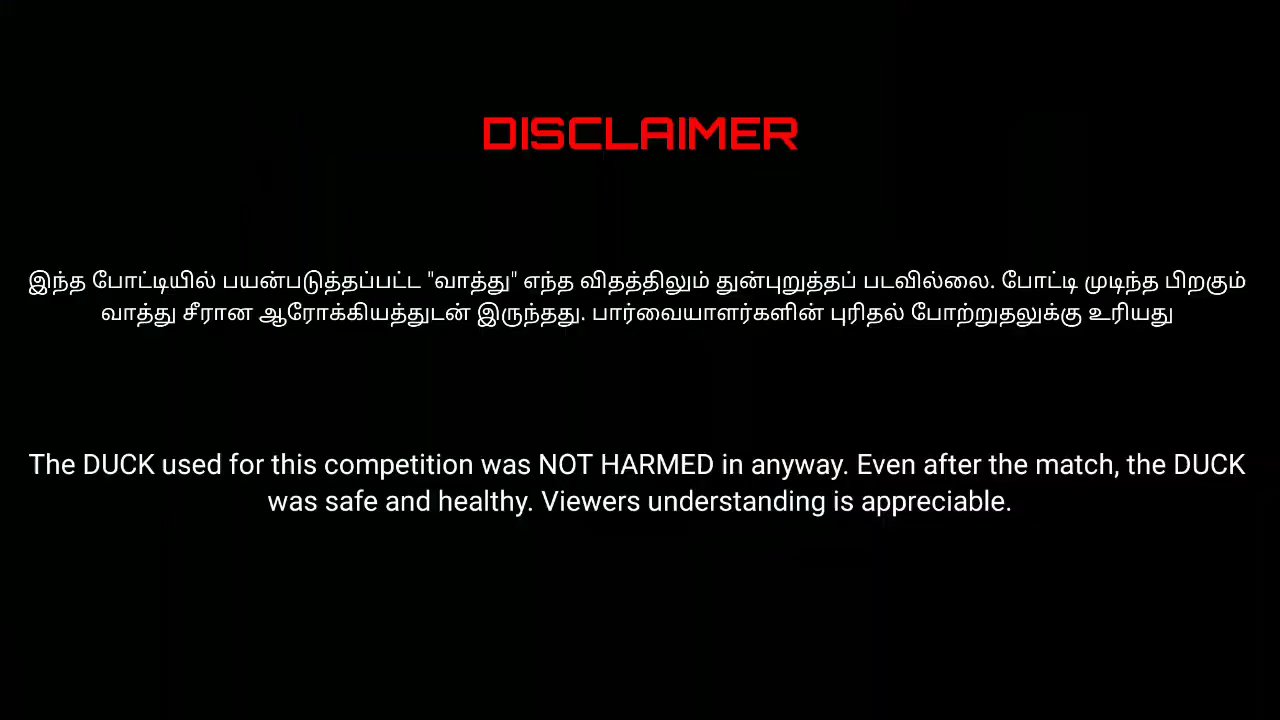 DISCLAIMER
இந்த போட்டியில் பயன்படுத்தப்பட்ட "வாத்து" எந்த விதத்திலும் துன்புறுத்தப் படவில்லை. போட்டி முடிந்த பிறகும்
வாத்து சீரான ஆரோக்கியத்துடன் இருந்தது. பார்வையாளர்களின் புரிதல் போற்றுதலுக்கு உரியது
The DUCK used for this competition was NOT HARMED in anyway. Even after the match, the DUCK
was safe and healthy. Viewers understanding is appreciable.